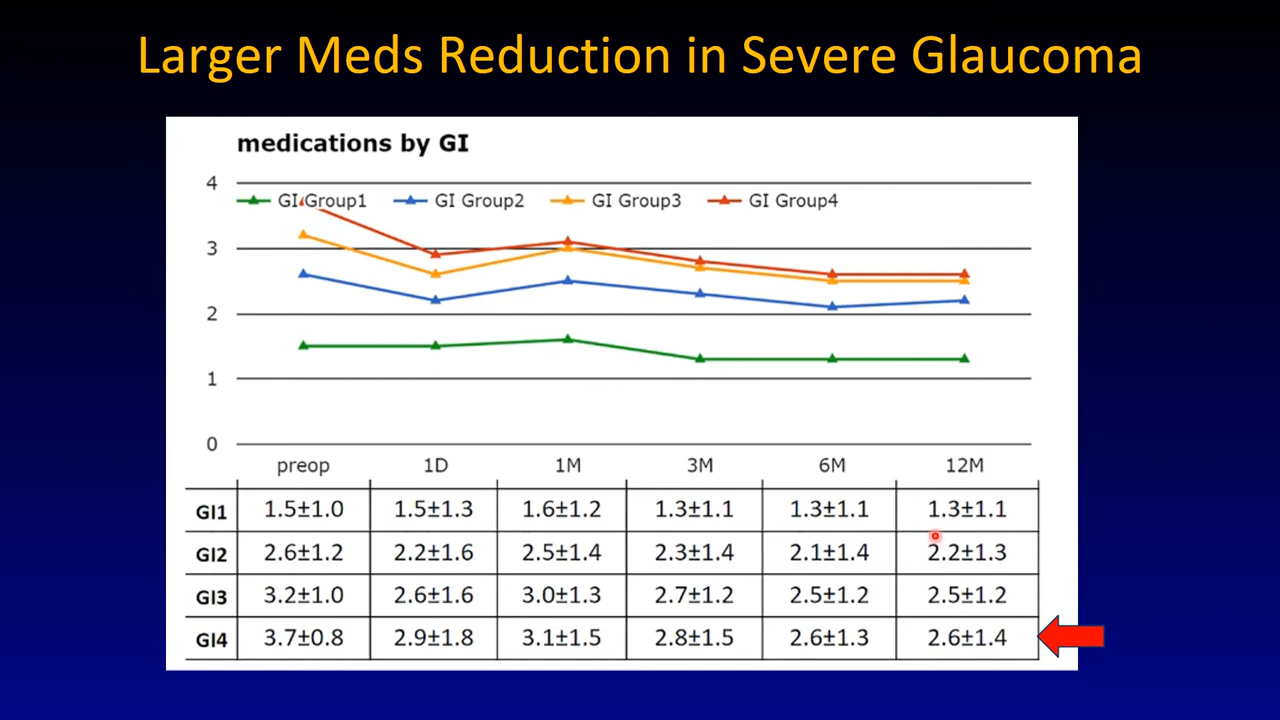 Larger Meds Reduction in Severe Glaucoma
medications by GI
4
GI Group1 GI Group2 GI Group3 GI Group4
3
2
1
0
preop 1D 1M 3M 6M 12M
GI1 1.5±1.0 1.5±1.3 1.6±1.2 1.3±1.1 1.3±1.1 1.3±1.1
GI2 2.6±1.2 2.2±1.6 2.5±1.4 2.3±1.4 2.1±1.4 2.2±1.3
GI3 3.2±1.0 2.6±1.6 3.0±1.3 2.7±1.2 2.5±1.2 2.5±1.2
GI4 3.7±0.8 2.9±1.8 3.1±1.5 2.8±1.5 2.6±1.3 2.6±1.4